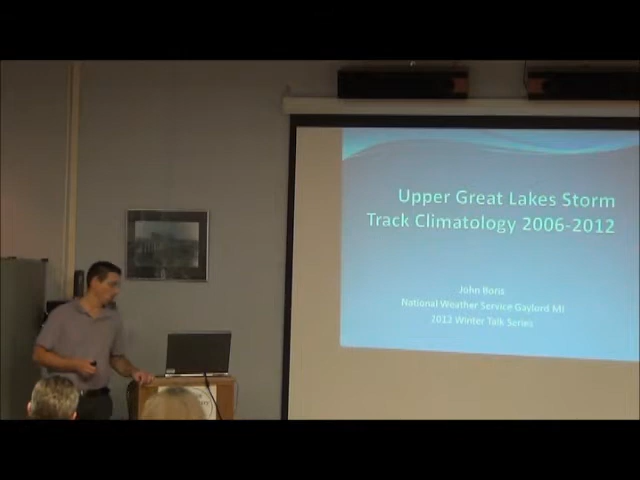 Upper Great Lakes Storm
Track Climatology 2006-2012
John Boris
National Weather Service Gaylord MI
2012 Winter Talk Series